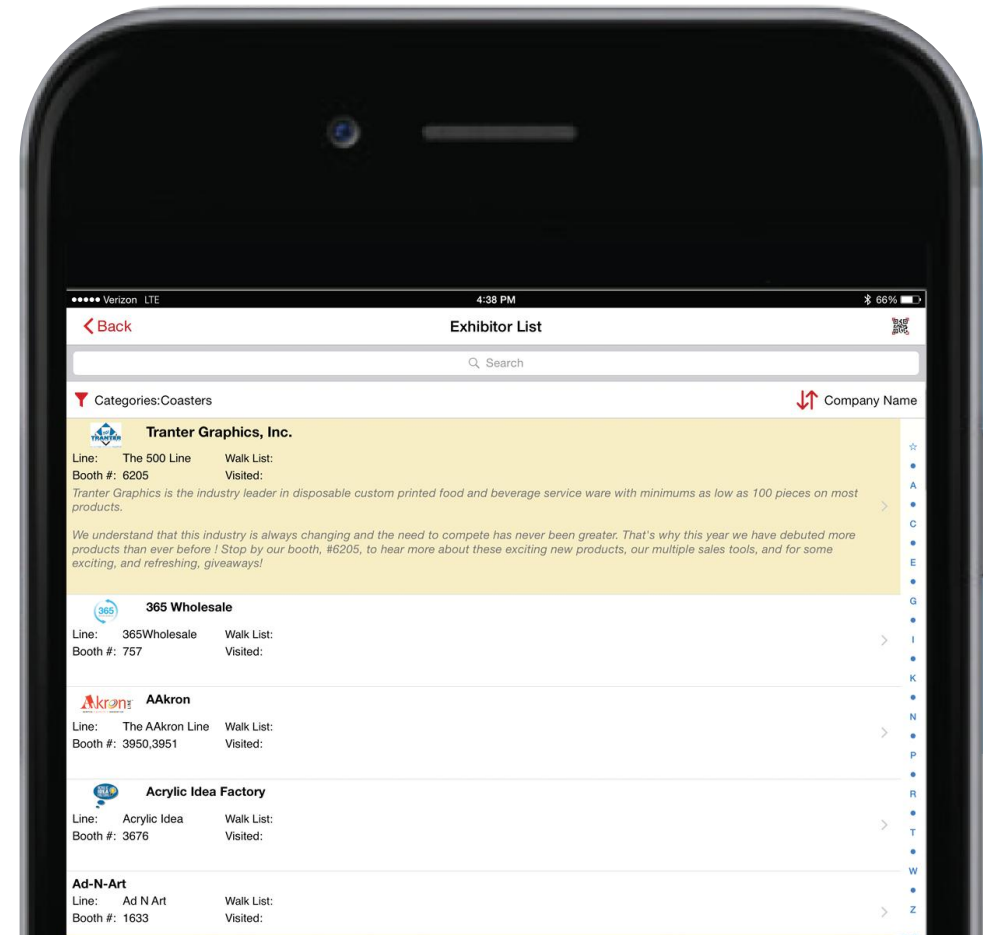 Verizon LTE 4:38 PM 66%
Back Exhibitor List
Search
Categories:Coasters Company Name
TRANTER Tranter Graphics, Inc.
Line: The 500 Line Walk List:
Booth #: 6205 Visited:
Tranter Graphics is the industry leader in disposable custom printed food and beverage service ware with minimums as low as 100 pieces on most
products.
We understand that this industry is always changing and the need to compete has never been greater. That's why this year we have debuted more
products than ever before ! Stop by our booth, #6205, to hear more about these exciting new products, our multiple sales tools, and for some
exciting, and refreshing, giveaways!
365 365 Wholesale
Line: 365Wholesale Walk List:
Booth #: 757 Visited:
Akron AAkron
Line: The AAkron Line Walk List:
Booth #: 3950,3951 Visited:
Acrylic Idea Factory
Line: Acrylic Idea Walk List:
Booth #: 3676 Visited:
Ad-N-Art
Line: Ad N Art Walk List:
Booth #: 1633 Visited:
A
C
E
G
I
K
N
P
R
T
W
Z